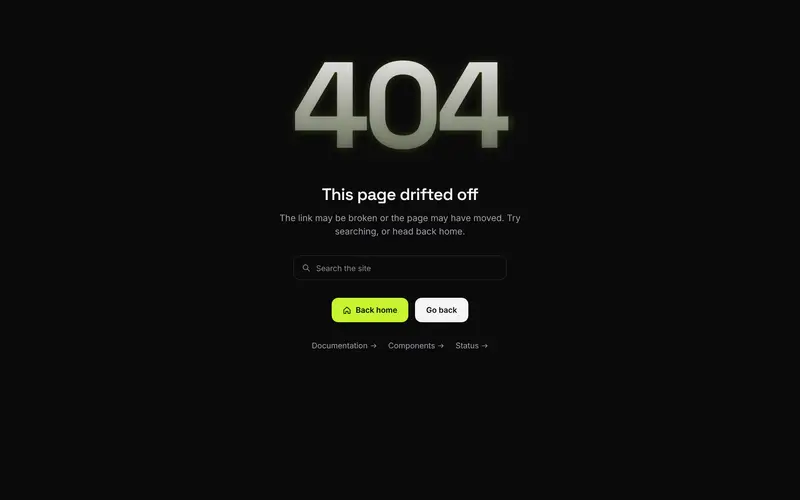 404
This page drifted off
The link may be broken or the page may have moved. Try
searching, or head back home.
Search the site
Back home
Go back
Documentation →
Components →
Status →